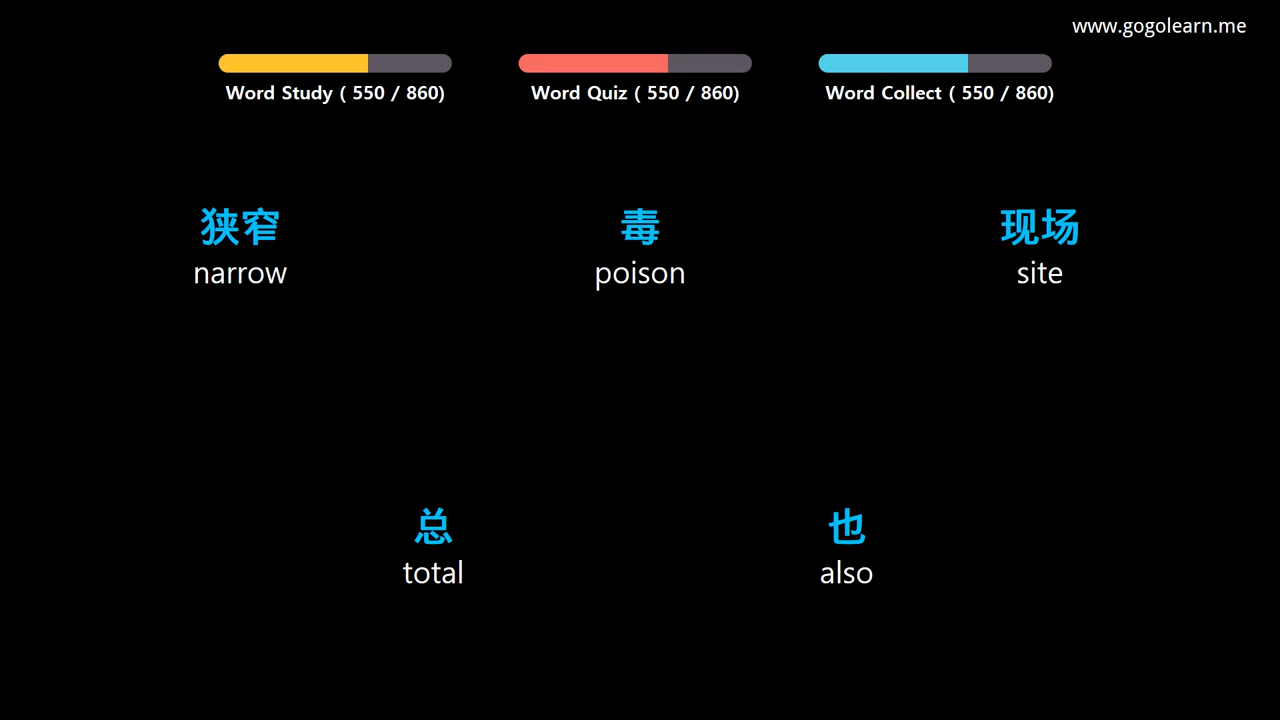 www.gogolearn.me
Word Study ( 550 / 860)
Word Quiz ( 550 / 860)
Word Collect ( 550 / 860)
狭窄
narrow
毒
poison
现场
site
总
total
也
also